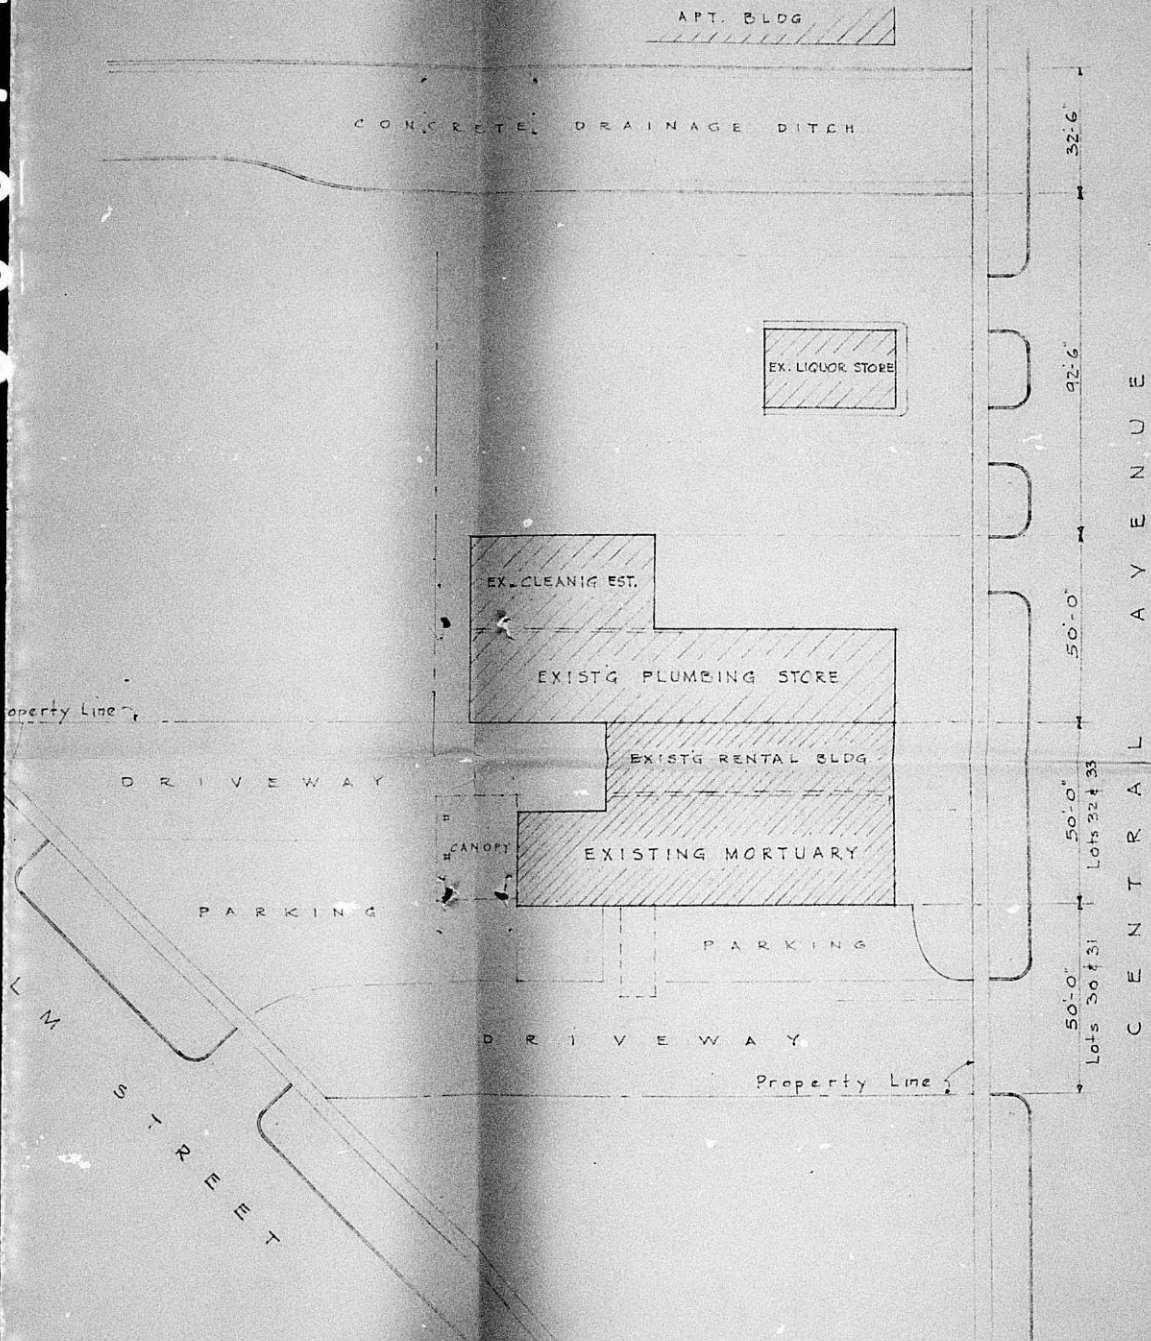 APT. BLDG
CONCRETE DRAINAGE DITCH
32'-6"
EX. LIQUOR STORE
92'-6"
CENTRAL AVENUE
EX. CLEANIG EST.
50'-0"
EXIST'G PLUMBING STORE
operty Line
EXIST'G RENTAL BLDG
DRIVEWAY
50'-0"
Lots 32 & 33
CANOPY
EXISTING MORTUARY
PARKING
PARKING
50'-0"
Lots 30 & 31
DRIVEWAY
Property Line
M STREET